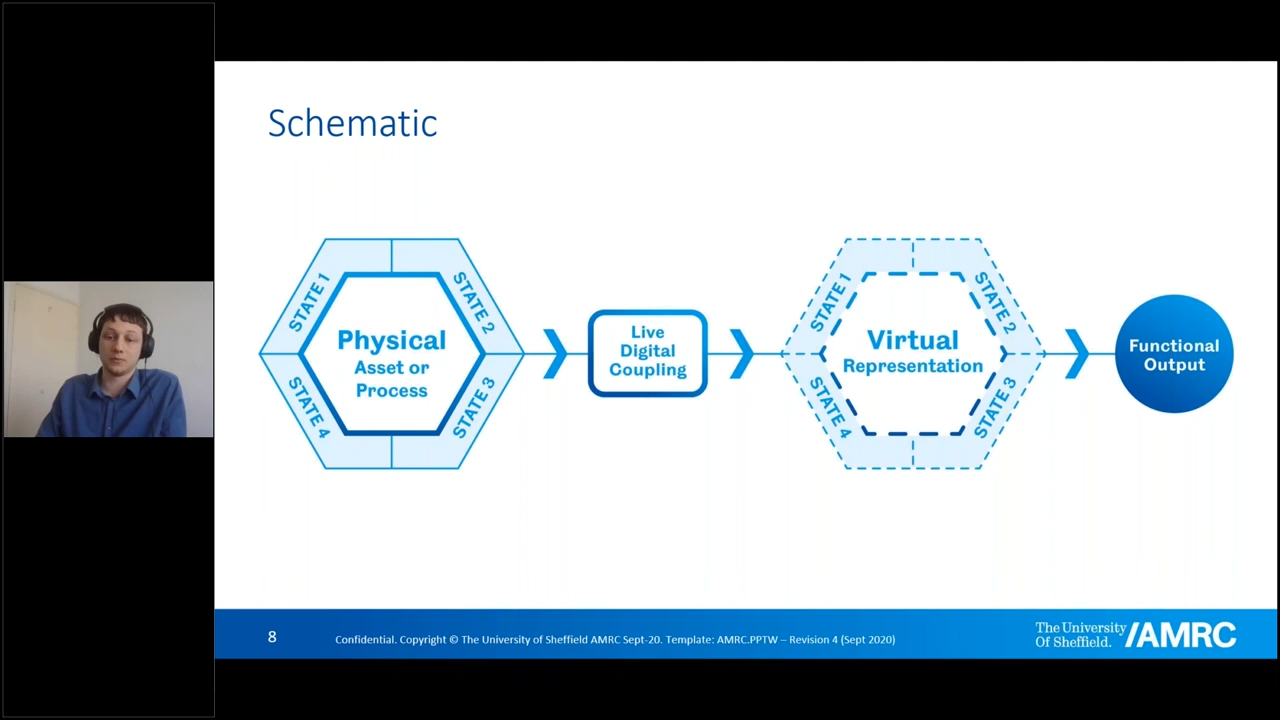 Schematic
STATE 1
STATE 2
Physical
Asset or
Process
STATE 4
STATE 3
Live
Digital
Coupling
STATE 1
STATE 2
Virtual
Representation
STATE 4
STATE 3
Functional
Output
8
Confidential. Copyright © The University of Sheffield AMRC Sept-20. Template: AMRC.PPTW – Revision 4 (Sept 2020)
The University
Of Sheffield.
/AMRC